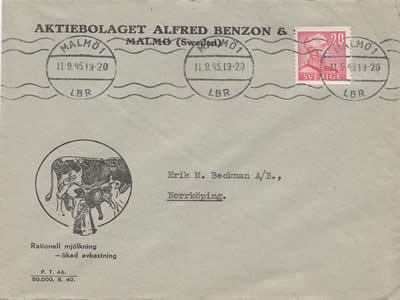 AKTIEBOLAGET ALFRED BENZON &
MALMÖ (Sweden)
MALMÖ 1
11.9.45.19-20
LBR
MALMÖ 1
11.9.45.19-20
LBR
20
SVERIGE
MALMÖ 1
11.9.45.19-20
LBR
Erik M. Beckman A/B.,
Norrköping.
Rationell mjölkning
- ökad avkastning
P. T. 46.
50.000. 8. 40.